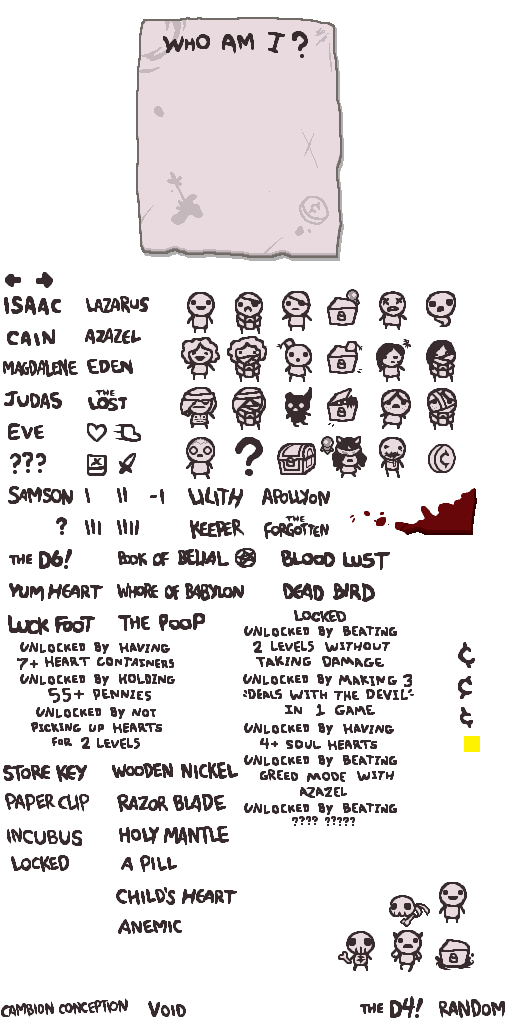 WHO AM I?
ISAAC LAZARUS
CAIN AZAZEL
MAGDALENE EDEN
JUDAS THE LOST
EVE
??? ?
SAMSON I II -I LILITH APOLLYON
? III IIII KEEPER THE FORGOTTEN
THE D6! BOOK OF BELIAL BLOOD LUST
YUM HEART WHORE OF BABYLON DEAD BIRD
LUCK FOOT THE POOP
LOCKED
UNLOCKED BY BEATING
2 LEVELS WITHOUT
TAKING DAMAGE
UNLOCKED BY MAKING 3
"DEALS WITH THE DEVIL"
IN 1 GAME
UNLOCKED BY HAVING
4+ SOUL HEARTS
UNLOCKED BY BEATING
GREED MODE WITH
AZAZEL
UNLOCKED BY BEATING
???? ?????
UNLOCKED BY HAVING
7+ HEART CONTAINERS
UNLOCKED BY HOLDING
55+ PENNIES
UNLOCKED BY NOT
PICKING UP HEARTS
FOR 2 LEVELS
¢
¢
¢
STORE KEY WOODEN NICKEL
PAPER CLIP RAZOR BLADE
INCUBUS HOLY MANTLE
LOCKED A PILL
CHILD'S HEART
ANEMIC
CAMBION CONCEPTION VOID THE D4! RANDOM